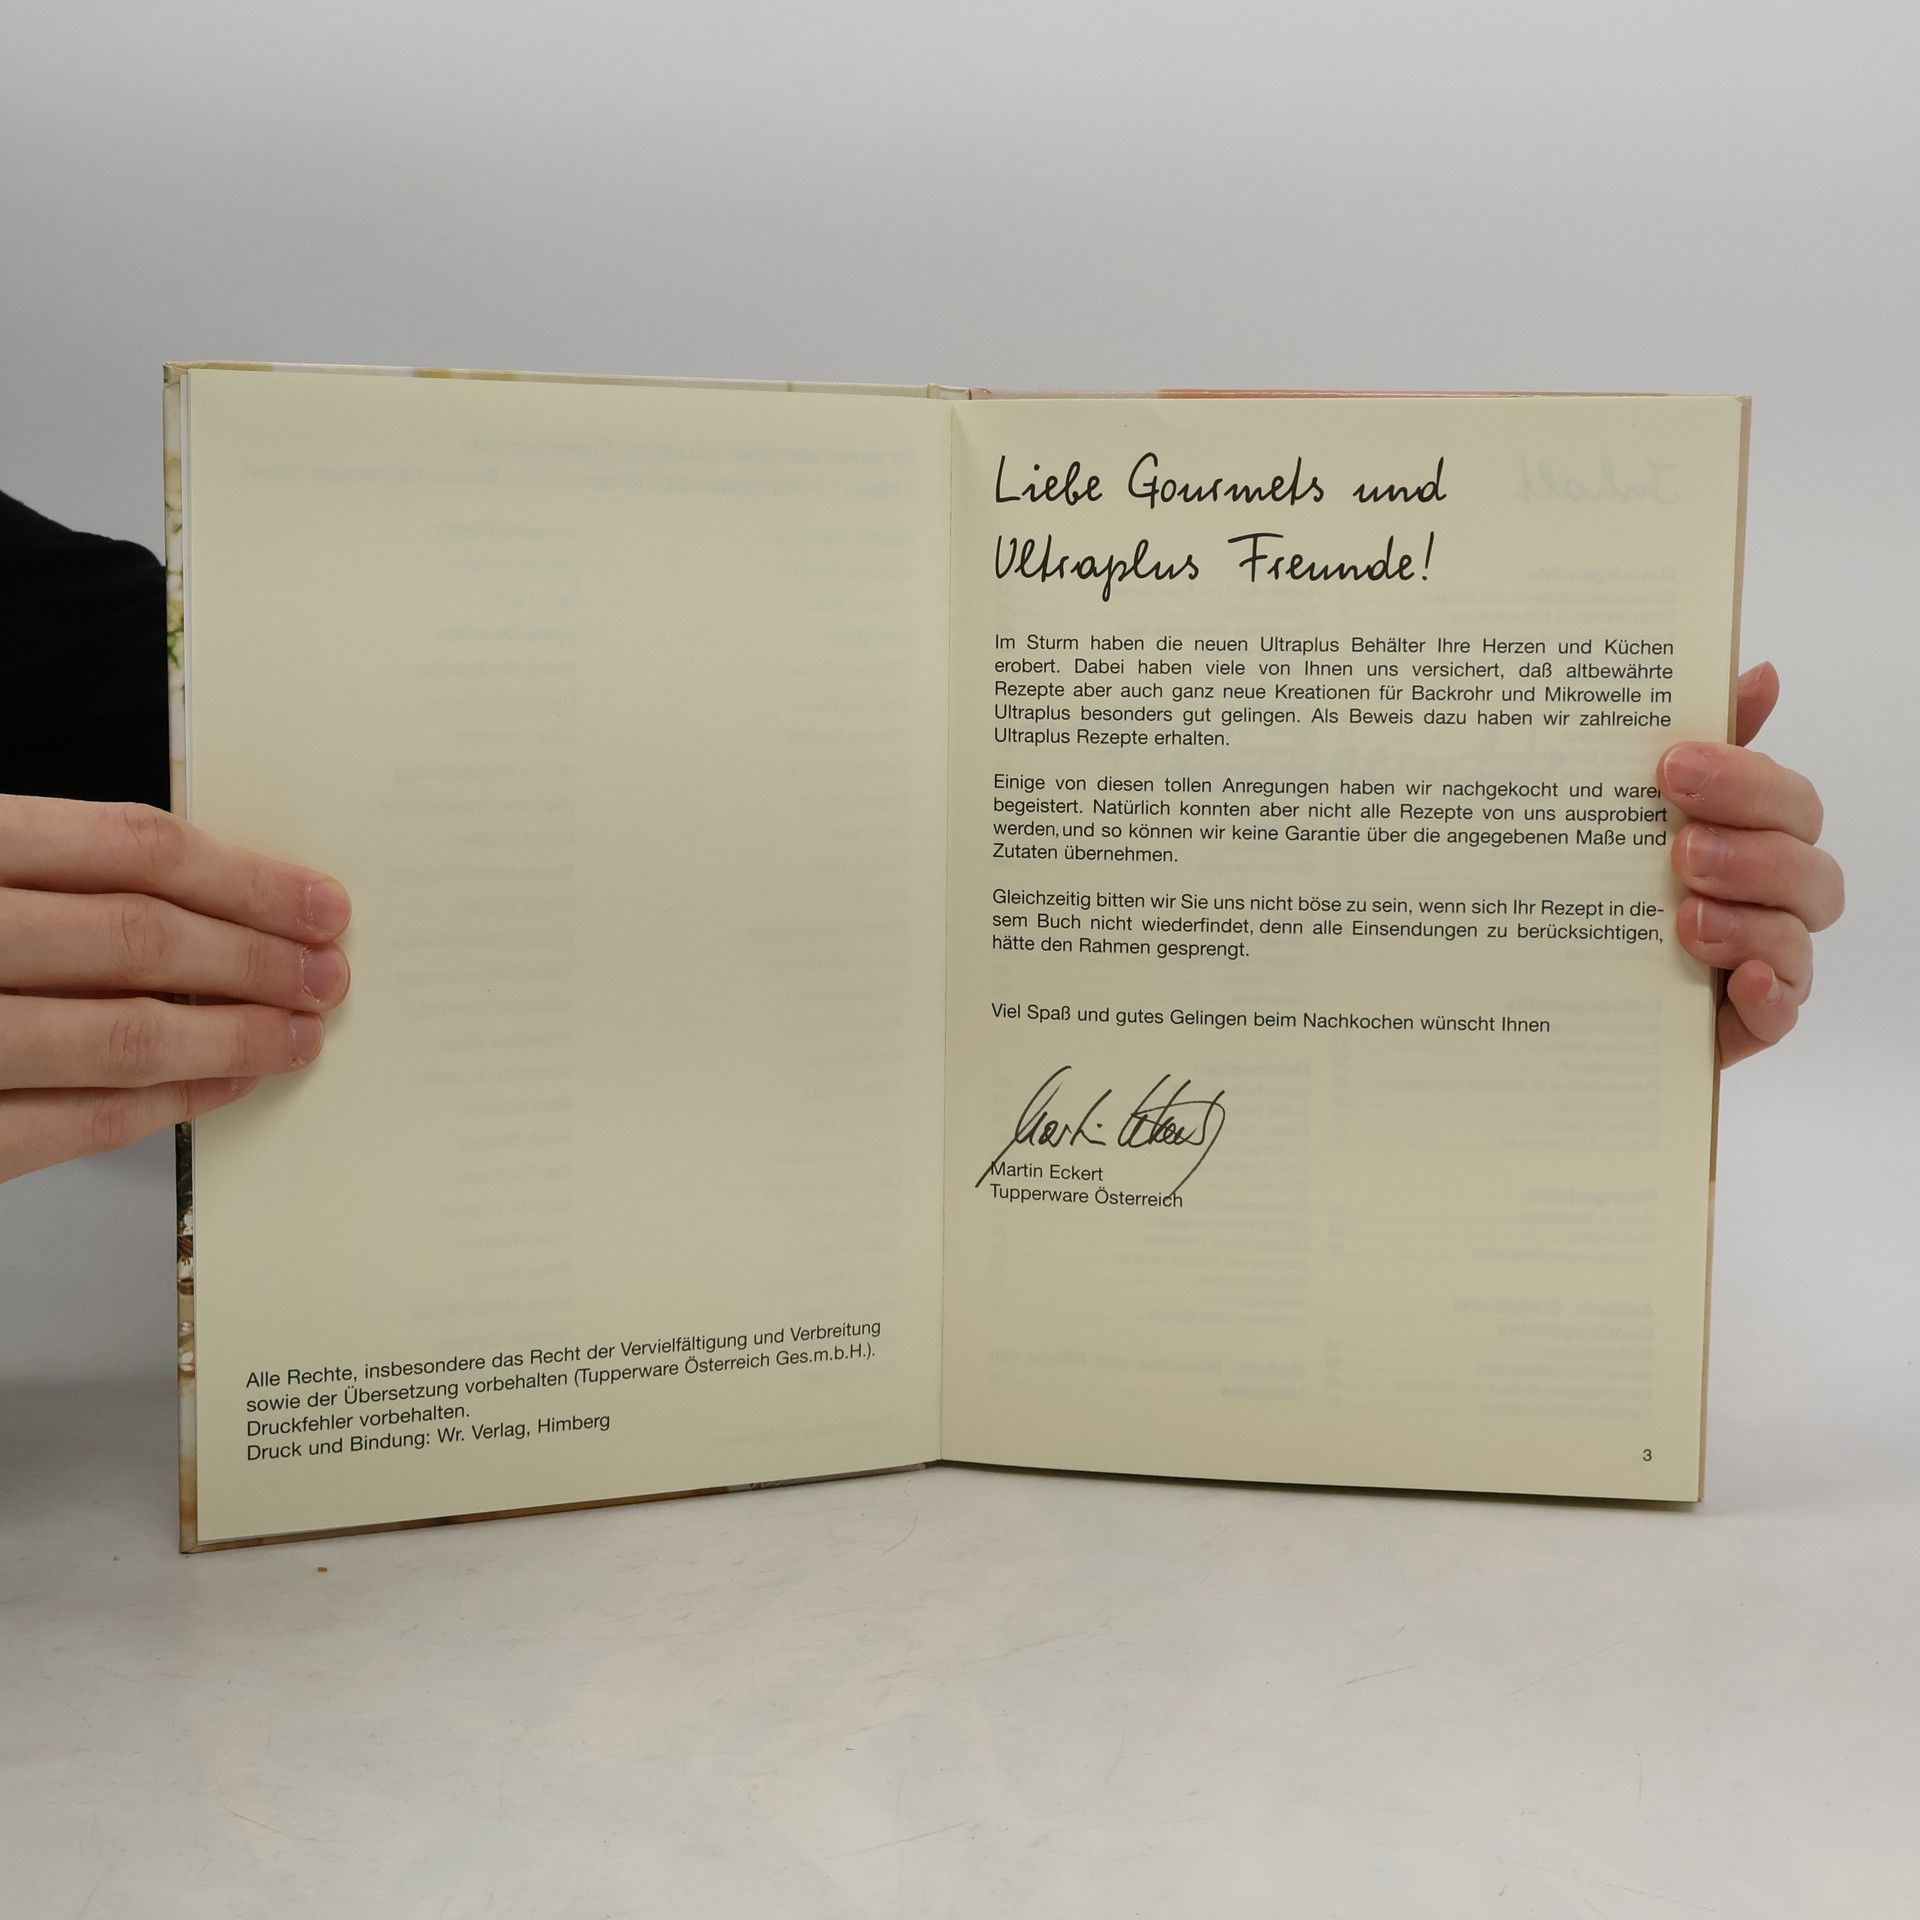 Alle Rechte, insbesondere das Recht der Vervielfältigung und Verbreitung
sowie der Übersetzung vorbehalten (Tupperware Österreich Ges.m.b.H.).
Druckfehler vorbehalten.
Druck und Bindung: Wr. Verlag, Himberg
Liebe Gourmets und
Ultraplus Freunde!
Im Sturm haben die neuen Ultraplus Behälter Ihre Herzen und Küchen
erobert. Dabei haben viele von Ihnen uns versichert, daß altbewährte
Rezepte aber auch ganz neue Kreationen für Backrohr und Mikrowelle im
Ultraplus besonders gut gelingen. Als Beweis dazu haben wir zahlreiche
Ultraplus Rezepte erhalten.
Einige von diesen tollen Anregungen haben wir nachgekocht und waren
begeistert. Natürlich konnten aber nicht alle Rezepte von uns ausprobiert
werden, und so können wir keine Garantie über die angegebenen Maße und
Zutaten übernehmen.
Gleichzeitig bitten wir Sie uns nicht böse zu sein, wenn sich Ihr Rezept in die-
sem Buch nicht wiederfindet, denn alle Einsendungen zu berücksichtigen,
hätte den Rahmen gesprengt.
Viel Spaß und gutes Gelingen beim Nachkochen wünscht Ihnen
Martin Eckert
Martin Eckert
Tupperware Österreich
3